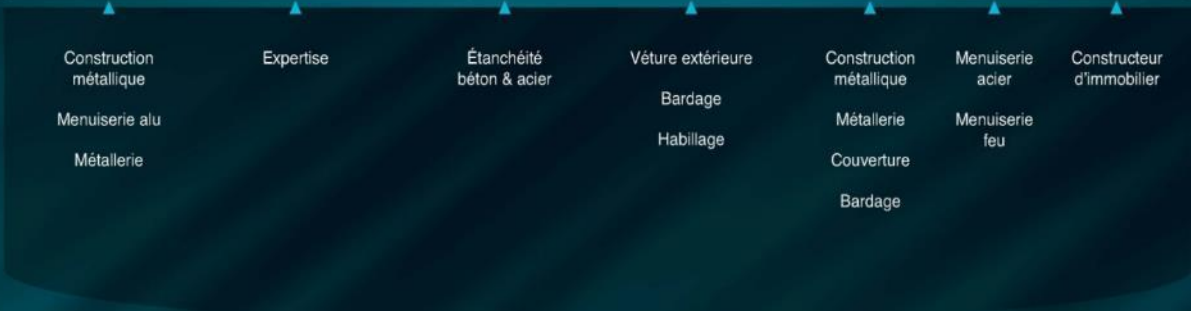 Construction
métallique
Menuiserie alu
Métallerie
Expertise
Étanchéité
béton & acier
Véture extérieure
Bardage
Habillage
Construction
métallique
Métallerie
Couverture
Bardage
Menuiserie
acier
Menuiserie
feu
Constructeur
d'immobilier